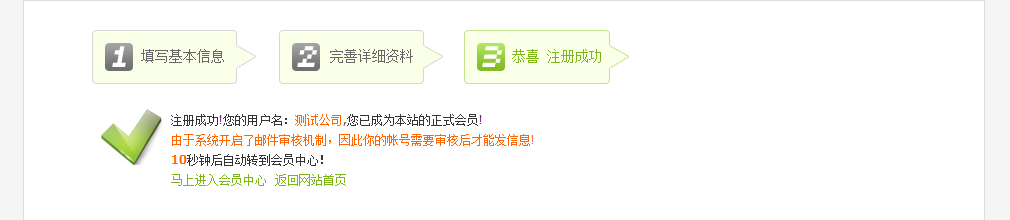 1 填写基本信息 2 完善详细资料 3 恭喜 注册成功
注册成功!您的用户名：测试公司,您已成为本站的正式会员!
由于系统开启了邮件审核机制，因此你的帐号需要审核后才能发信息!
10秒钟后自动转到会员中心!
马上进入会员中心 返回网站首页